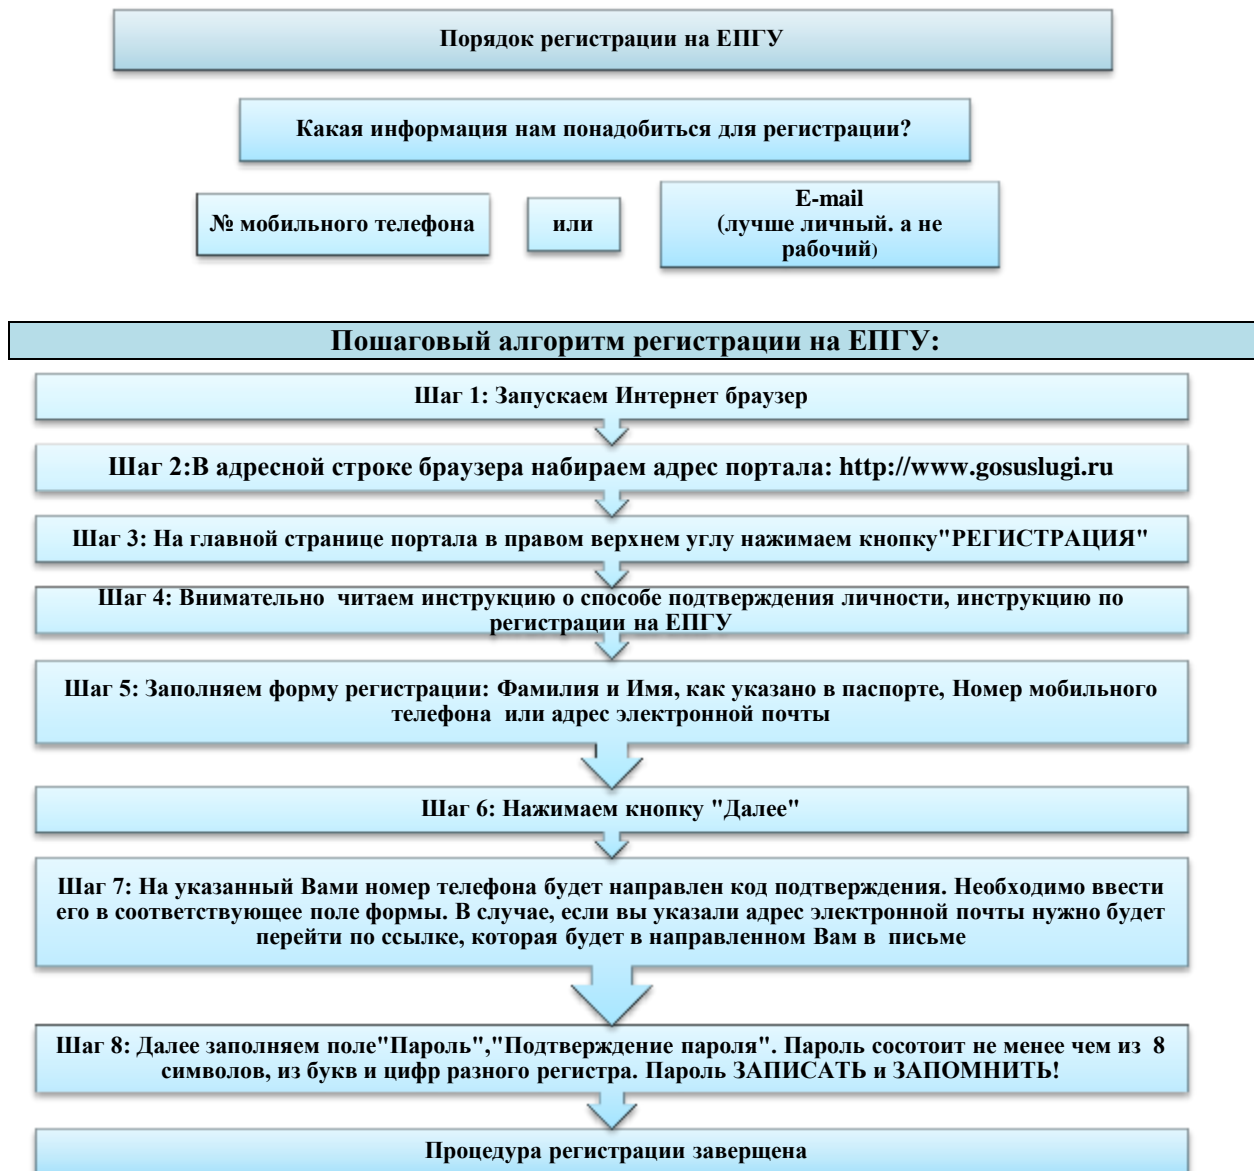 Порядок регистрации на ЕПГУ
Какая информация нам понадобиться для регистрации?
№ мобильного телефона
или
E-mail
(лучше личный. а не
рабочий)
Пошаговый алгоритм регистрации на ЕПГУ:
Шаг 1: Запускаем Интернет браузер
Шаг 2:В адресной строке браузера набираем адрес портала: http://www.gosuslugi.ru
Шаг 3: На главной странице портала в правом верхнем углу нажимаем кнопку"РЕГИСТРАЦИЯ"
Шаг 4: Внимательно читаем инструкцию о способе подтверждения личности, инструкцию по
регистрации на ЕПГУ
Шаг 5: Заполняем форму регистрации: Фамилия и Имя, как указано в паспорте, Номер мобильного
телефона или адрес электронной почты
Шаг 6: Нажимаем кнопку "Далее"
Шаг 7: На указанный Вами номер телефона будет направлен код подтверждения. Необходимо ввести
его в соответствующее поле формы. В случае, если вы указали адрес электронной почты нужно будет
перейти по ссылке, которая будет в направленном Вам в письме
Шаг 8: Далее заполняем поле"Пароль","Подтверждение пароля". Пароль сосотоит не менее чем из 8
символов, из букв и цифр разного регистра. Пароль ЗАПИСАТЬ и ЗАПОМНИТЬ!
Процедура регистрации заверщена